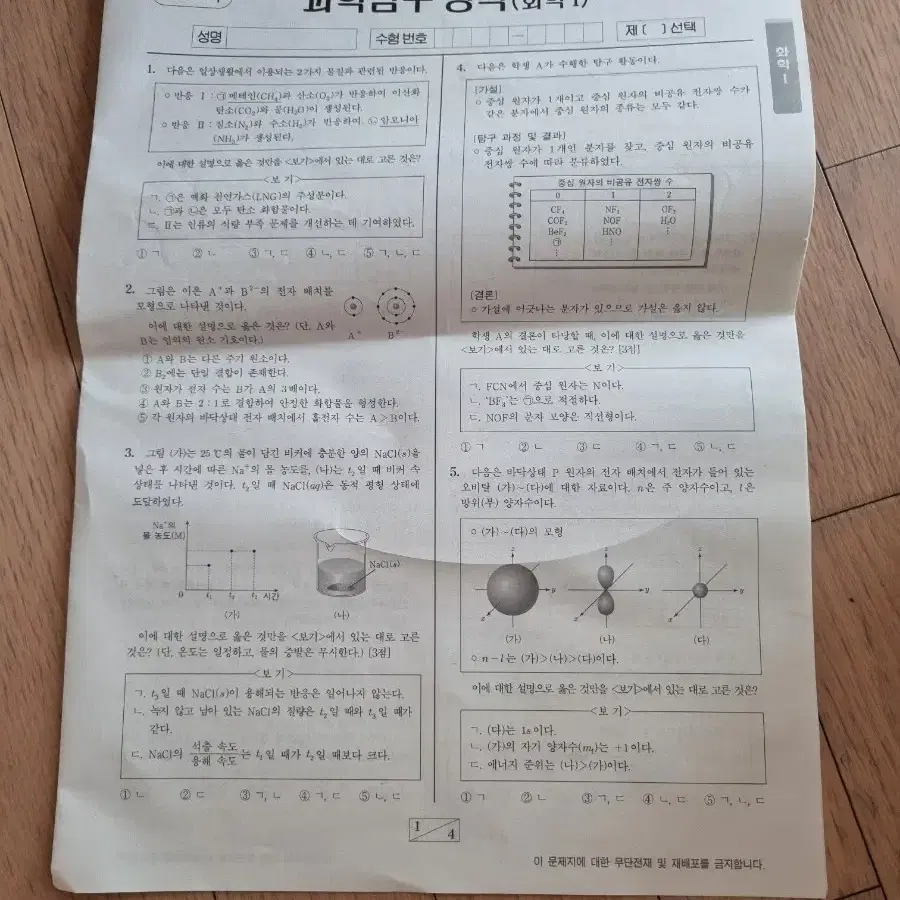 과학탐구 영역(화학 I)
성명
수험 번호
제 [ ] 선택
화학 I
1. 다음은 일상생활에서 이용되는 2가지 물질과 관련된 반응이다.
○ 반응 Ⅰ: ㉠메테인(CH₄)과 산소(O₂)가 반응하여 이산화
탄소(CO₂)와 물(H₂O)이 생성된다.
○ 반응 Ⅱ: 질소(N₂)와 수소(H₂)가 반응하여 ㉡암모니아
(NH₃)가 생성된다.
이에 대한 설명으로 옳은 것만을 <보기>에서 있는 대로 고른 것은?
<보 기>
ㄱ. ㉠은 액화 천연가스(LNG)의 주성분이다.
ㄴ. ㉠과 ㉡은 모두 탄소 화합물이다.
ㄷ. Ⅱ는 인류의 식량 부족 문제를 개선하는 데 기여하였다.
① ㄱ ② ㄴ ③ ㄱ, ㄷ ④ ㄴ, ㄷ ⑤ ㄱ, ㄴ, ㄷ
2. 그림은 이온 A⁺과 B²⁻의 전자 배치를
모형으로 나타낸 것이다.
이에 대한 설명으로 옳은 것은? (단, A와
B는 임의의 원소 기호이다.)
A⁺
B²⁻
① A와 B는 다른 주기 원소이다.
② B₂에는 단일 결합이 존재한다.
③ 원자가 전자 수는 B가 A의 3배이다.
④ A와 B는 2 : 1로 결합하여 안정한 화합물을 형성한다.
⑤ 각 원자의 바닥상태 전자 배치에서 홀전자 수는 A>B이다.
3. 그림 (가)는 25 ℃의 물이 담긴 비커에 충분한 양의 NaCl(s)을
넣은 후 시간에 따른 Na⁺의 몰 농도를, (나)는 t₂일 때 비커 속
상태를 나타낸 것이다. t₂일 때 NaCl(aq)은 동적 평형 상태에
도달하였다.
Na⁺의
몰 농도(M)
0 t₁ t₂ t₃ 시간
NaCl(s)
(가)
(나)
이에 대한 설명으로 옳은 것만을 <보기>에서 있는 대로 고른
것은? (단, 온도는 일정하고, 물의 증발은 무시한다.) [3점]
<보 기>
ㄱ. t₃일 때 NaCl(s)이 용해되는 반응은 일어나지 않는다.
ㄴ. 녹지 않고 남아 있는 NaCl의 질량은 t₂일 때와 t₃일 때가
같다.
ㄷ. NaCl의 석출 속도/용해 속도는 t₁일 때가 t₂일 때보다 크다.
① ㄴ ② ㄷ ③ ㄱ, ㄴ ④ ㄱ, ㄷ ⑤ ㄴ, ㄷ
4. 다음은 학생 A가 수행한 탐구 활동이다.
[가설]
○ 중심 원자가 1개이고 중심 원자의 비공유 전자쌍 수가
같은 분자에서 중심 원자의 종류는 모두 같다.
[탐구 과정 및 결과]
○ 중심 원자가 1개인 분자를 찾고, 중심 원자의 비공유
전자쌍 수에 따라 분류하였다.
중심 원자의 비공유 전자쌍 수
0 1 2
CF₄ NF₃ OF₂
COF₂ NOF H₂O
BeF₂ HNO ⋮
㉠ ⋮
⋮
[결론]
○ 가설에 어긋나는 분자가 있으므로 가설은 옳지 않다.
학생 A의 결론이 타당할 때, 이에 대한 설명으로 옳은 것만을
<보기>에서 있는 대로 고른 것은? [3점]
<보 기>
ㄱ. FCN에서 중심 원자는 N이다.
ㄴ. ‘BF₃’는 ㉠으로 적절하다.
ㄷ. NOF의 분자 모양은 직선형이다.
① ㄱ ② ㄴ ③ ㄷ ④ ㄱ, ㄷ ⑤ ㄴ, ㄷ
5. 다음은 바닥상태 P 원자의 전자 배치에서 전자가 들어 있는
오비탈 (가)~(다)에 대한 자료이다. n은 주 양자수이고, l은
방위(부) 양자수이다.
○ (가)~(다)의 모형
z z z
y y y
x x x
(가) (나) (다)
○ n−l는 (가)>(나)>(다)이다.
이에 대한 설명으로 옳은 것만을 <보기>에서 있는 대로 고른 것은?
<보 기>
ㄱ. (다)는 1s이다.
ㄴ. (가)의 자기 양자수(mₗ)는 +1이다.
ㄷ. 에너지 준위는 (나)>(가)이다.
① ㄱ ② ㄴ ③ ㄱ, ㄷ ④ ㄴ, ㄷ ⑤ ㄱ, ㄴ, ㄷ
1 4
이 문제지에 대한 무단전재 및 재배포를 금지합니다.